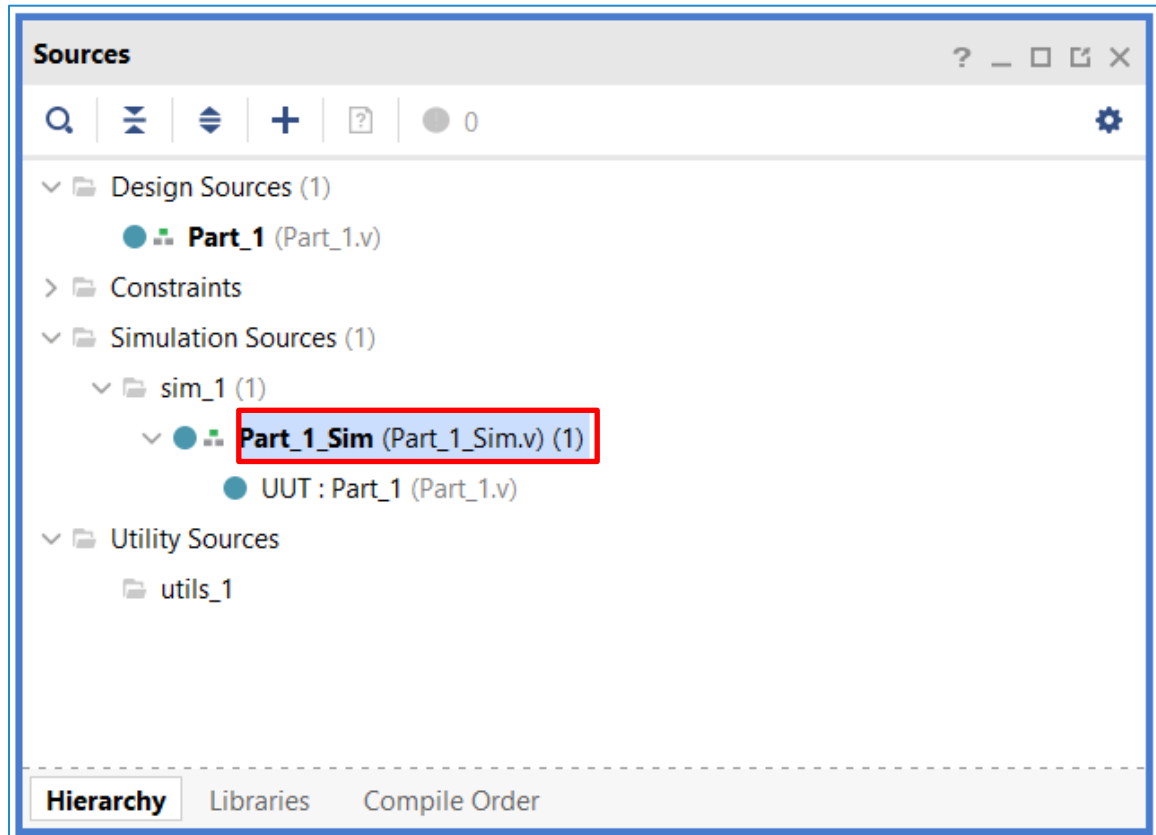 Sources
0
Design Sources (1)
Part_1 (Part_1.v)
Constraints
Simulation Sources (1)
sim_1 (1)
Part_1_Sim (Part_1_Sim.v) (1)
UUT : Part_1 (Part_1.v)
Utility Sources
utils_1
Hierarchy Libraries Compile Order